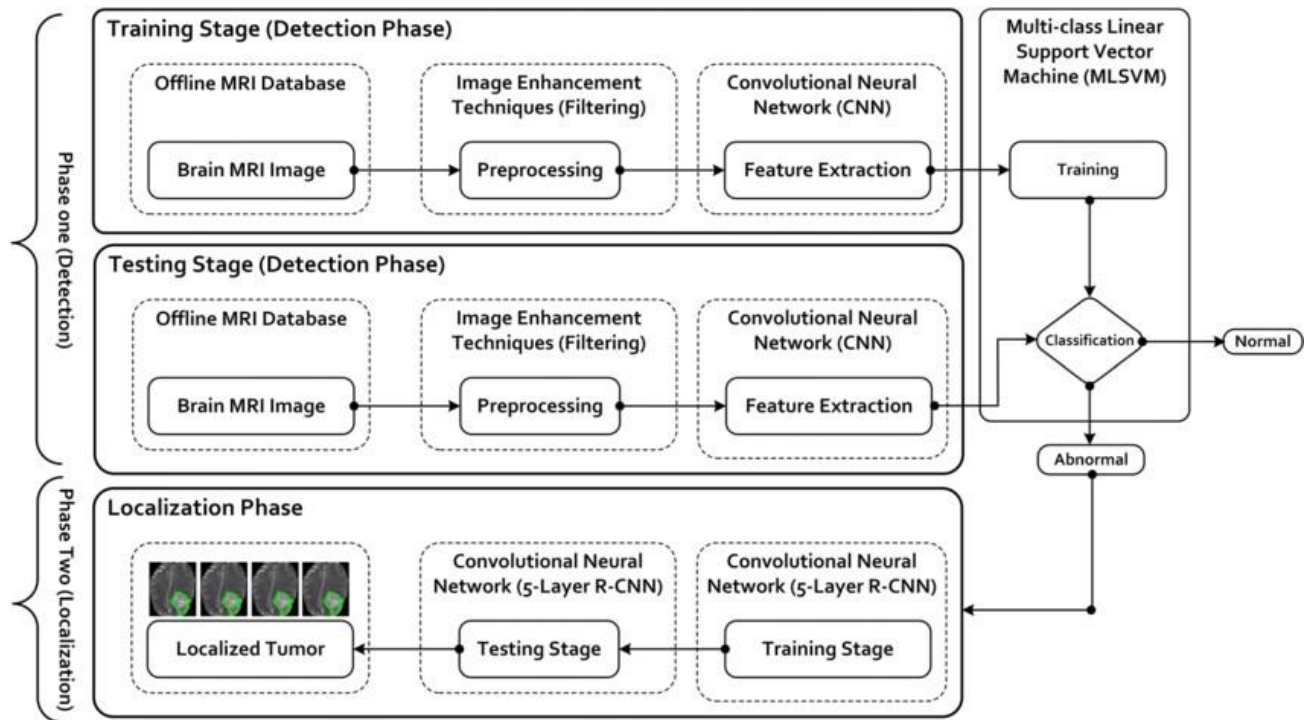 Phase one (Detection)
Training Stage (Detection Phase)
Offline MRI Database
Brain MRI Image
Image Enhancement
Techniques (Filtering)
Preprocessing
Convolutional Neural
Network (CNN)
Feature Extraction
Multi-class Linear
Support Vector
Machine (MLSVM)
Training
Testing Stage (Detection Phase)
Offline MRI Database
Brain MRI Image
Image Enhancement
Techniques (Filtering)
Preprocessing
Convolutional Neural
Network (CNN)
Feature Extraction
Classification
Normal
Abnormal
Phase Two (Localization)
Localization Phase
Localized Tumor
Convolutional Neural
Network (5-Layer R-CNN)
Testing Stage
Convolutional Neural
Network (5-Layer R-CNN)
Training Stage